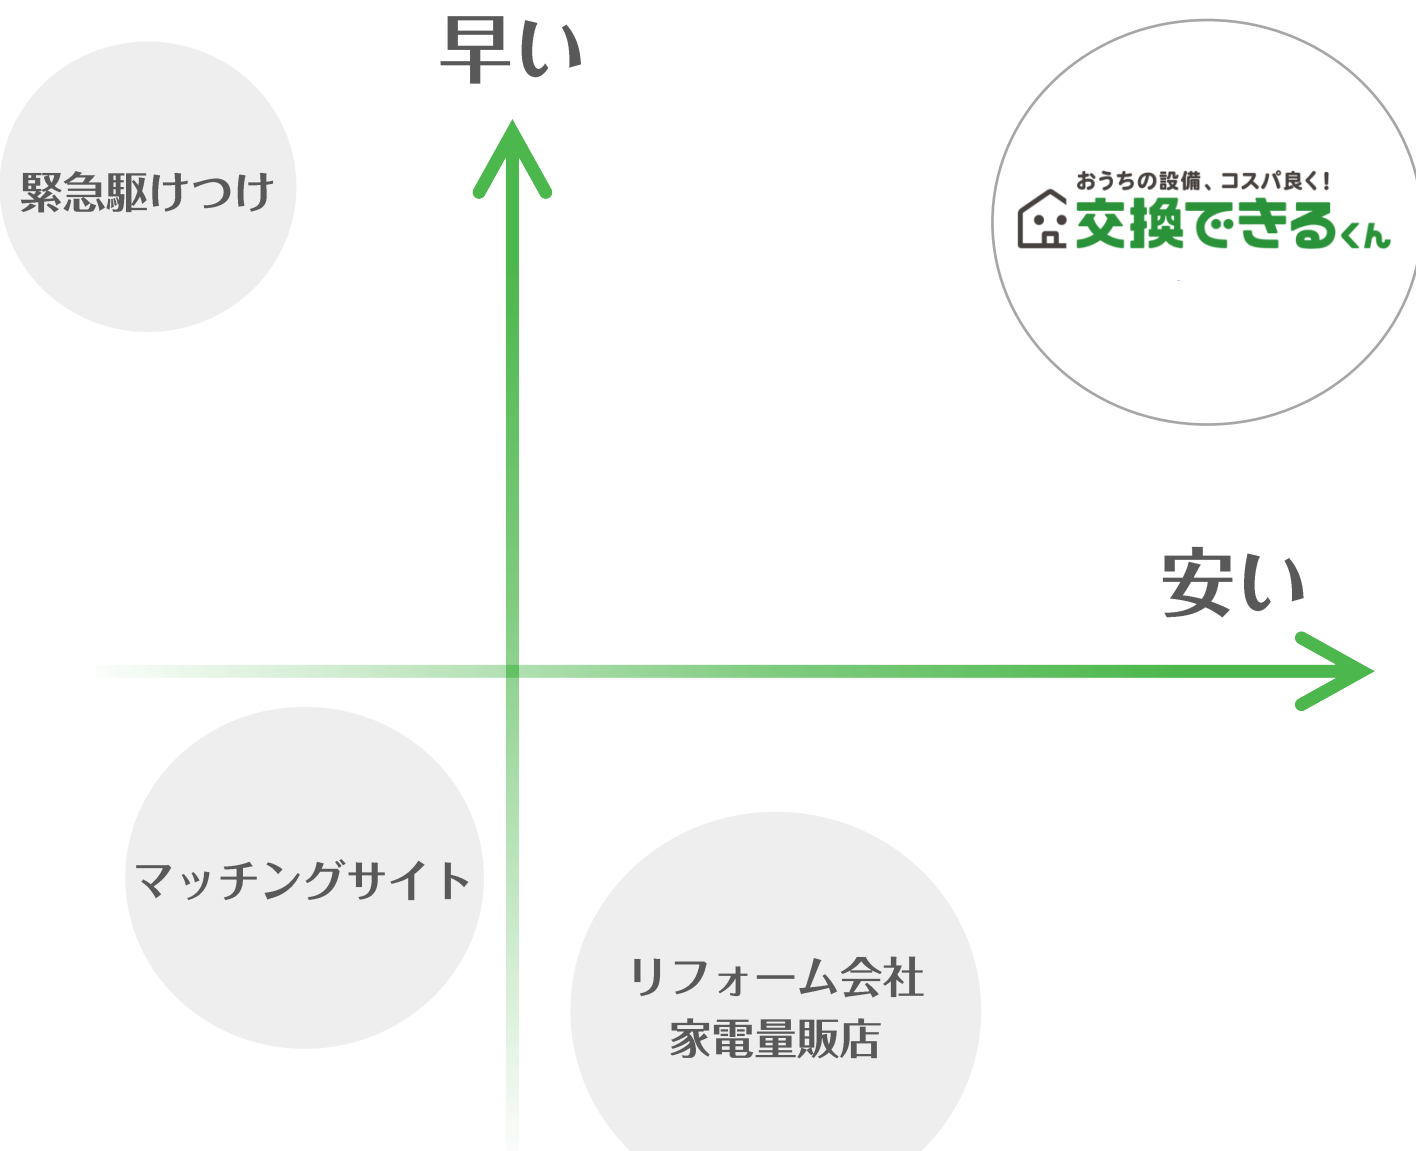 早い
緊急駆けつけ
おうちの設備、コスパ良く!
交換できるくん
安い
マッチングサイト
リフォーム会社
家電量販店